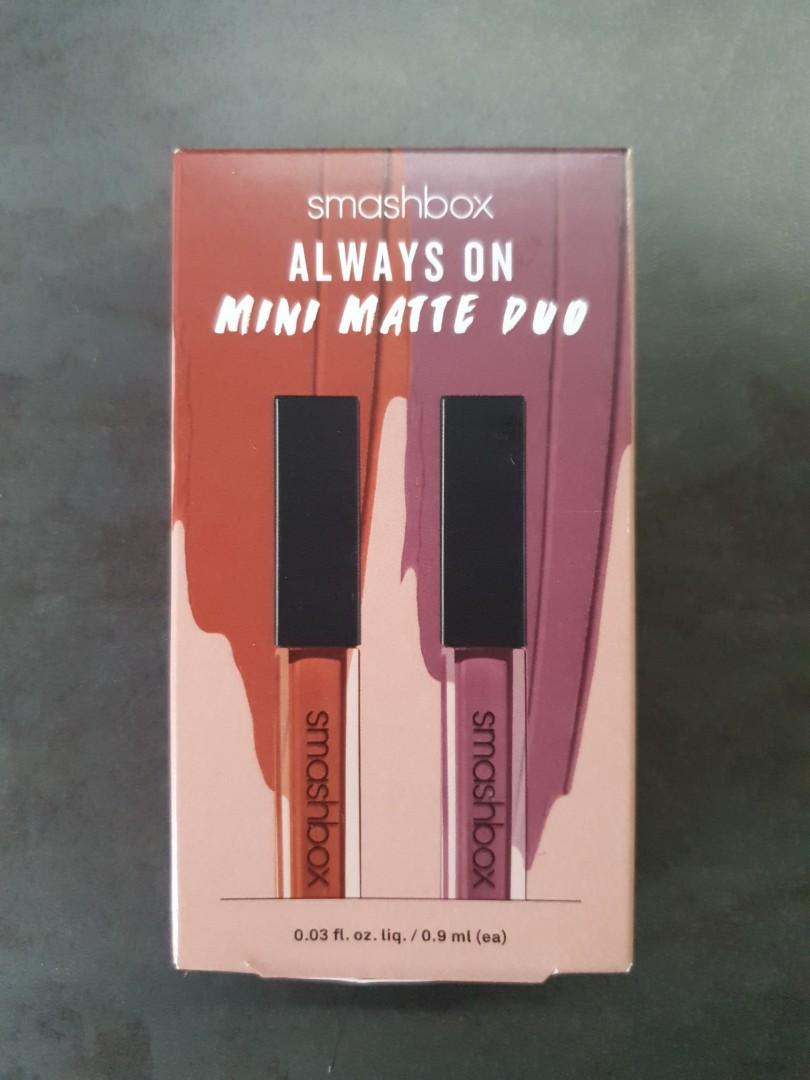 smashbox
ALWAYS ON
MINI MATTE DUO
smashbox
smashbox
0.03 fl. oz. liq. / 0.9 ml (ea)